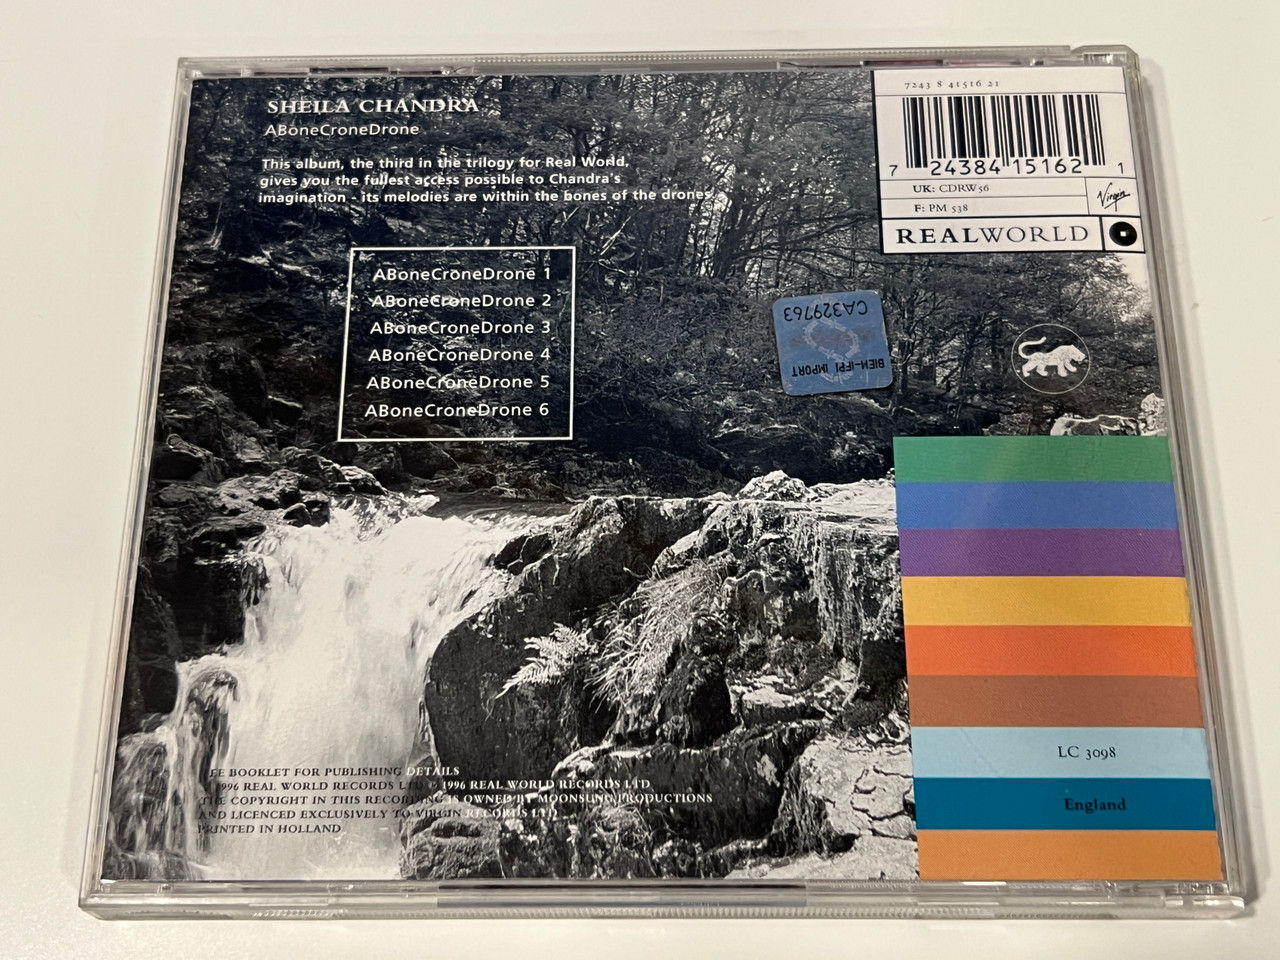 SHEILA CHANDRA
ABoneCroneDrone
This album, the third in the trilogy for Real World,
gives you the fullest access possible to Chandra's
imagination - its melodies are within the bones of the drones.
ABoneCroneDrone 1
ABoneCroneDrone 2
ABoneCroneDrone 3
ABoneCroneDrone 4
ABoneCroneDrone 5
ABoneCroneDrone 6
7243 8 41516 21
7 24384 15162 1
UK: CDRW56
F: PM 538
Virgin
REALWORLD
CA329763
BIEM-IFPI IMPORT
LC 3098
England
BOOKLET FOR PUBLISHING DETAILS
1996 REAL WORLD RECORDS LTD © 1996 REAL WORLD RECORDS LTD
THE COPYRIGHT IN THIS RECORDING IS OWNED BY MOONSUNG PRODUCTIONS
AND LICENCED EXCLUSIVELY TO VIRGIN RECORDS LTD
PRINTED IN HOLLAND